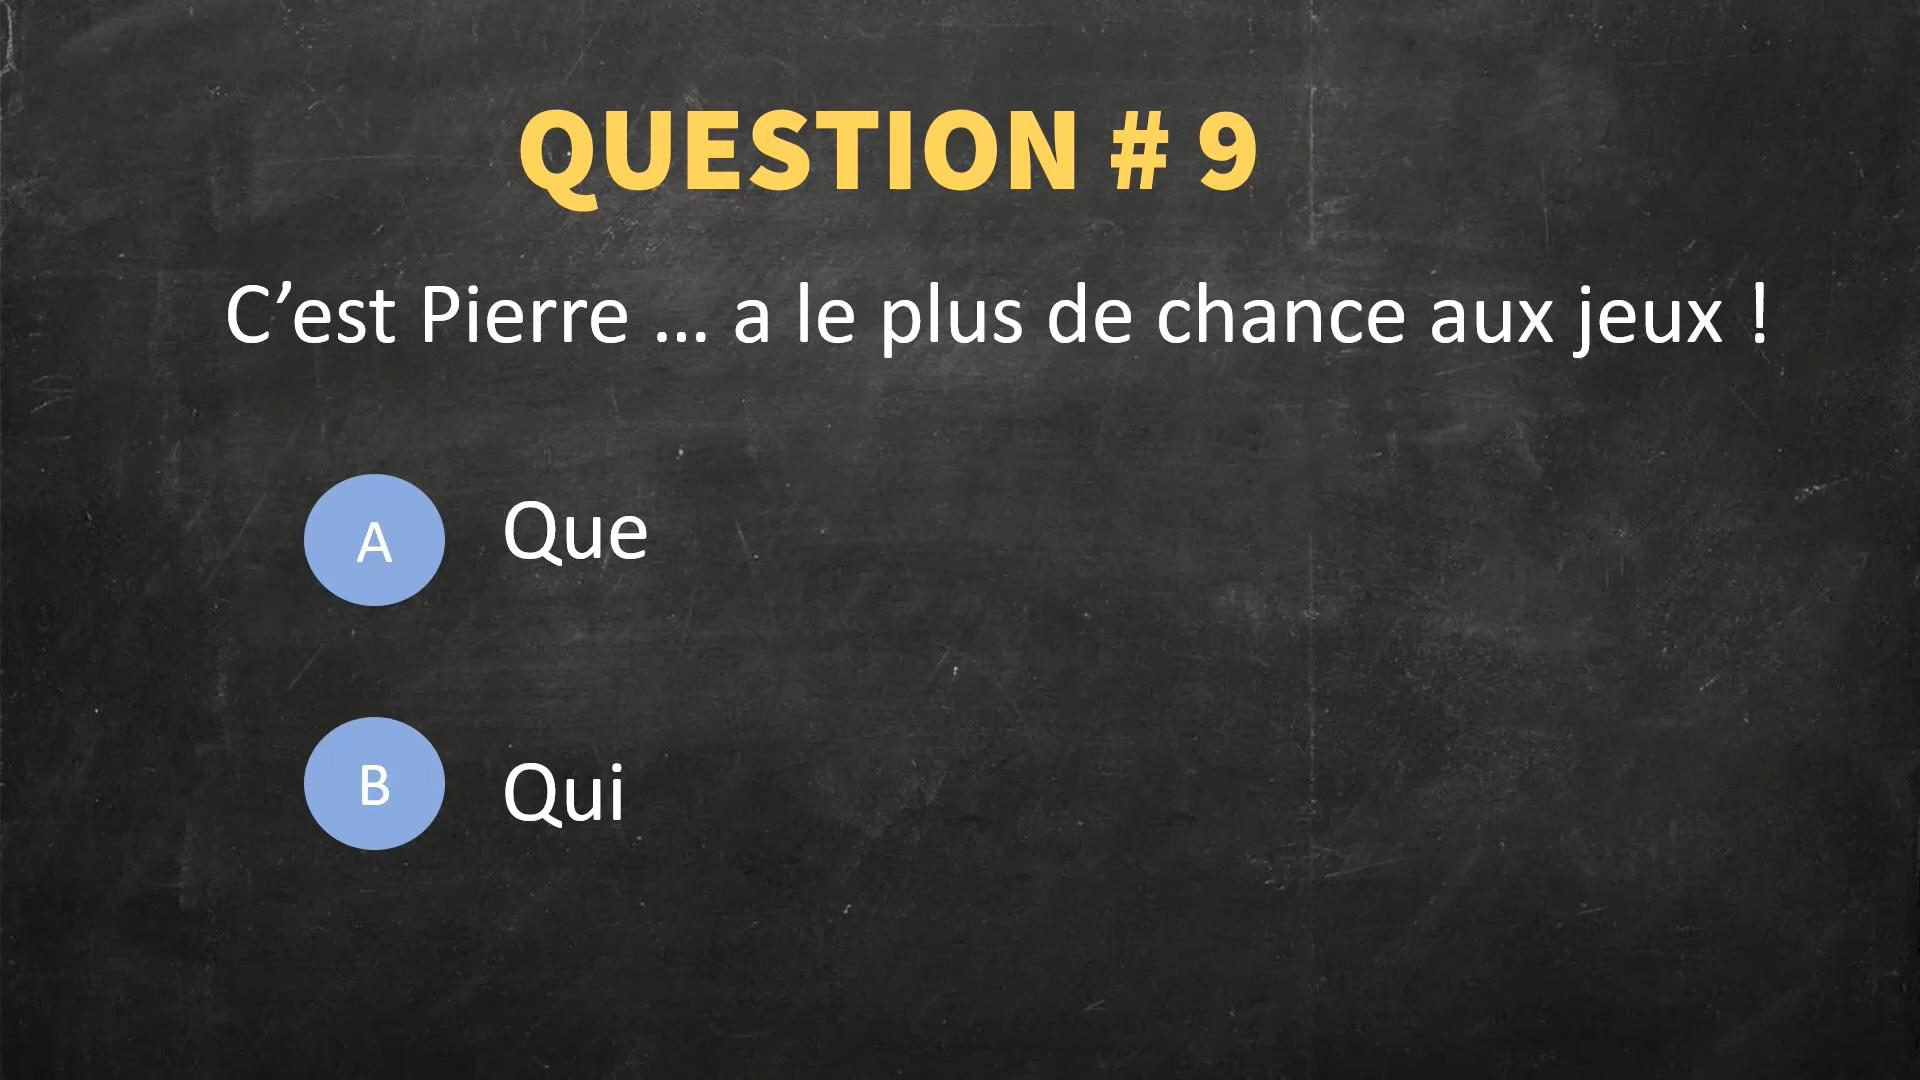 QUESTION # 9
C’est Pierre ... a le plus de chance aux jeux !
A Que
B Qui